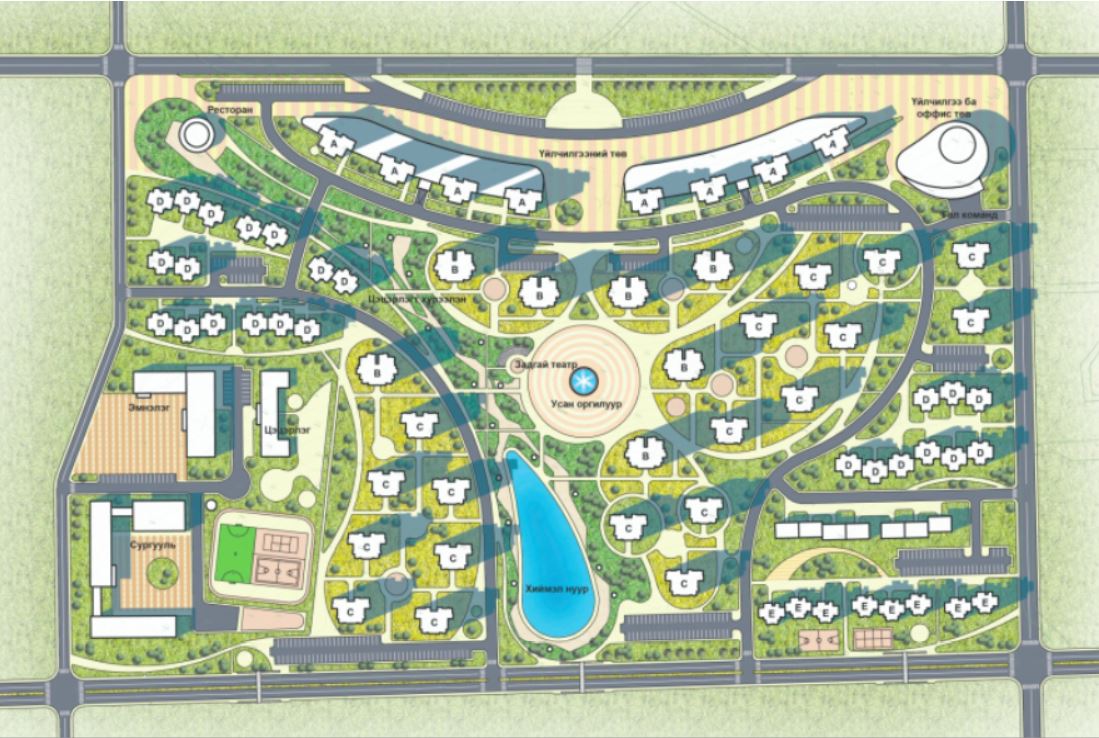 Ресторан
Үйлчилгээ ба
оффис төв
A
A
A
A
Үйлчилгээний төв
A
A
A
A
D
D
D
D
D
Гал команд
D
D
D
D
B
B
B
B
C
C
C
Цэцэрлэгт хүрээлэн
D
D
D
D
D
D
C
C
C
Задгай театр
B
B
Усан оргилуур
C
D
D
D
Эмнэлэг
Цэцэрлэг
C
C
B
D
D
D
D
D
D
C
C
C
C
Сургууль
C
C
Хиймэл нуур
C
C
C
E
E
E
E
E
E
E
E